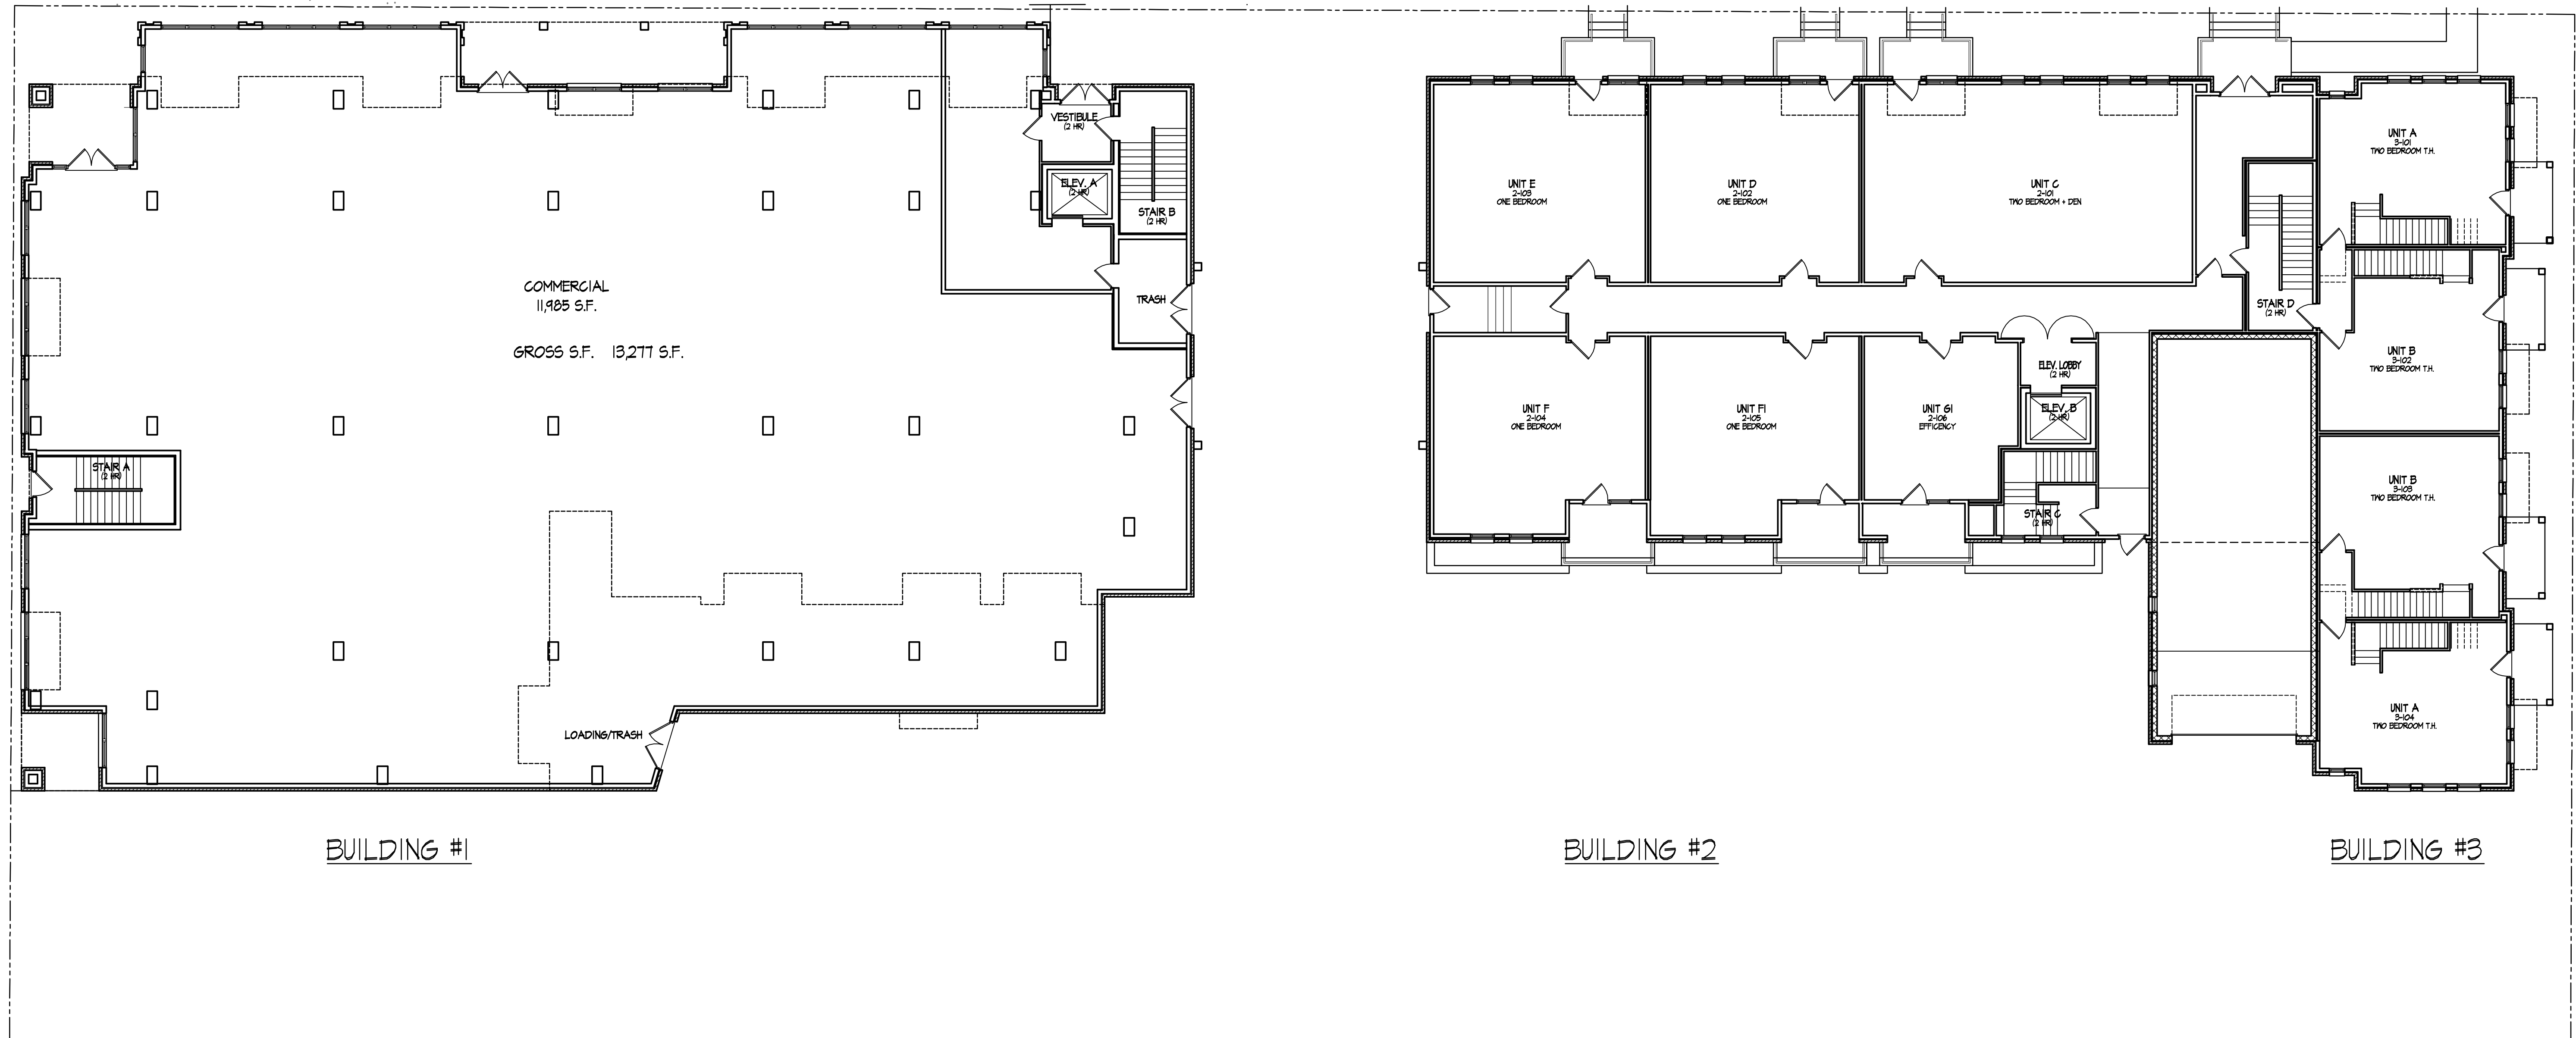 VESTIBULE
(2 HR)
ELEV. A
(2 HR)
STAIR B
(2 HR)
COMMERCIAL
11,985 S.F.
GROSS S.F. 13,277 S.F.
TRASH
STAIR A
(2 HR)
LOADING/TRASH
BUILDING #1
UNIT E
2-103
ONE BEDROOM
UNIT D
2-102
ONE BEDROOM
UNIT C
2-101
TWO BEDROOM + DEN
STAIR D
(2 HR)
ELEV. LOBBY
(2 HR)
ELEV. B
(2 HR)
UNIT F
2-104
ONE BEDROOM
UNIT F1
2-105
ONE BEDROOM
UNIT G1
2-106
EFFICENCY
STAIR C
(2 HR)
BUILDING #2
UNIT A
3-101
TWO BEDROOM T.H.
UNIT B
3-102
TWO BEDROOM T.H.
UNIT B
3-103
TWO BEDROOM T.H.
UNIT A
3-104
TWO BEDROOM T.H.
BUILDING #3